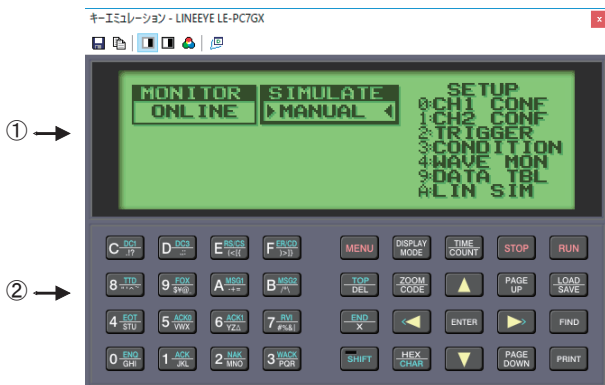 キーエミュレーション - LINEEYE LE-PC7GX
x
MONITOR SIMULATE SETUP
ONLINE ▶MANUAL◀ 0:CH1 CONF
1:CH2 CONF
2:TRIGGER
3:CONDITION
4:WAVE MON
9:DATA TBL
A:LIN SIM
①
②
C DC1 .!? D DC3 .:; E RS/CS (<[{ F ER/CD )>]} MENU DISPLAY MODE TIME COUNT STOP RUN
8 TTD "'^~ 9 FOX $¥@ A MSG1 -+= B MSG2 /*\ TOP DEL ZOOM CODE ▲ PAGE UP LOAD SAVE
4 EOT STU 5 ACK0 VWX 6 ACK1 YZΔ 7 RVI #%&| END X ◀ ENTER ▶ FIND
0 ENQ GHI 1 ACK JKL 2 NAK MNO 3 WACK PQR SHIFT HEX CHAR ▼ PAGE DOWN PRINT